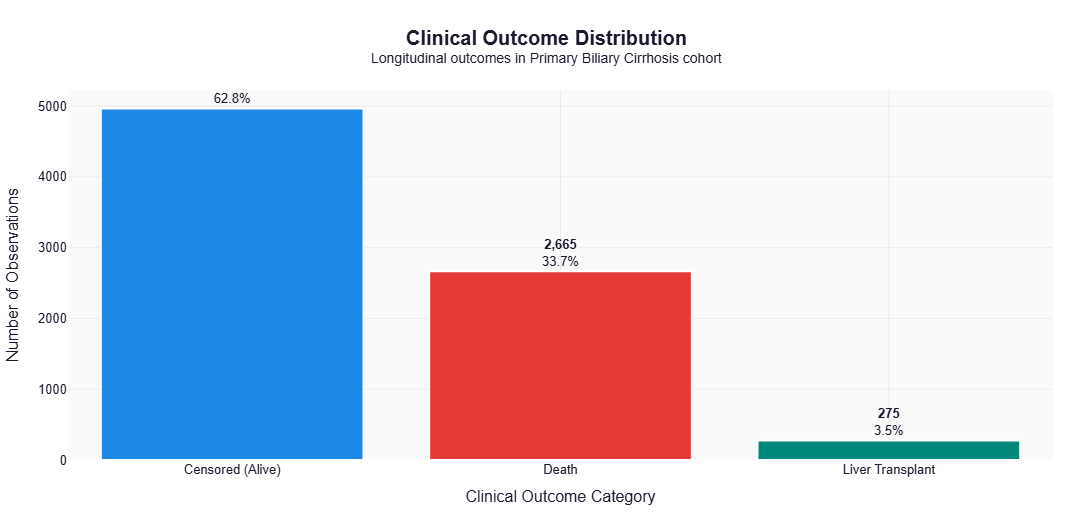 Clinical Outcome Distribution
Longitudinal outcomes in Primary Biliary Cirrhosis cohort
Number of Observations
5000
4000
3000
2000
1000
0
62.8%
2,665
33.7%
275
3.5%
Censored (Alive)
Death
Liver Transplant
Clinical Outcome Category